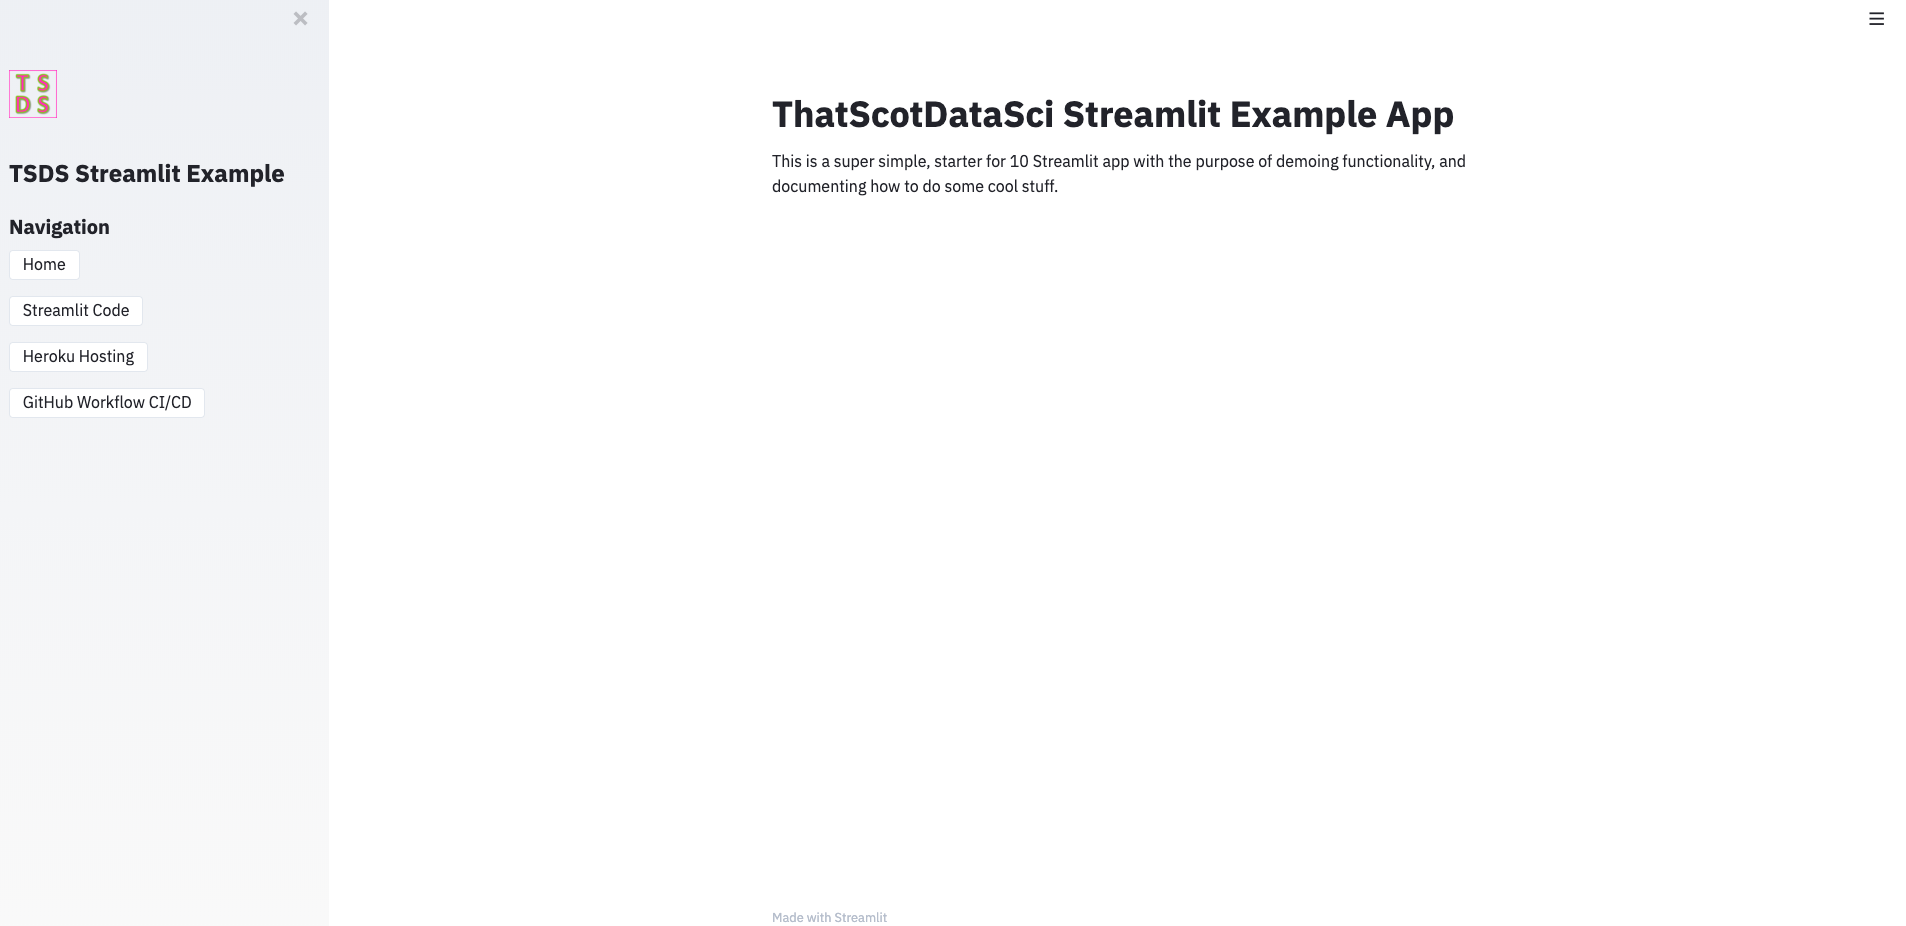 T S
D S
TSDS Streamlit Example
Navigation
Home
Streamlit Code
Heroku Hosting
GitHub Workflow CI/CD
ThatScotDataSci Streamlit Example App
This is a super simple, starter for 10 Streamlit app with the purpose of demoing functionality, and
documenting how to do some cool stuff.
Made with Streamlit